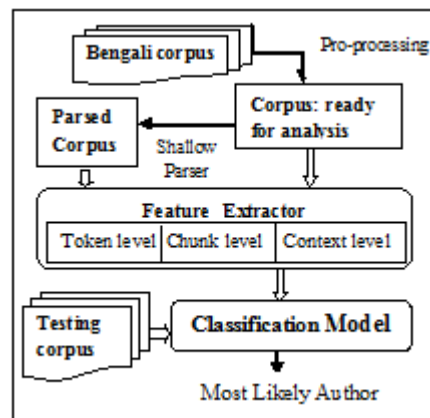 Bengali corpus
Pro-processing
Parsed
Corpus
Corpus: ready
for analysis
Shallow
Parser
Feature Extractor
Token level Chunk level Context level
Testing
corpus
Classification Model
Most Likely Author